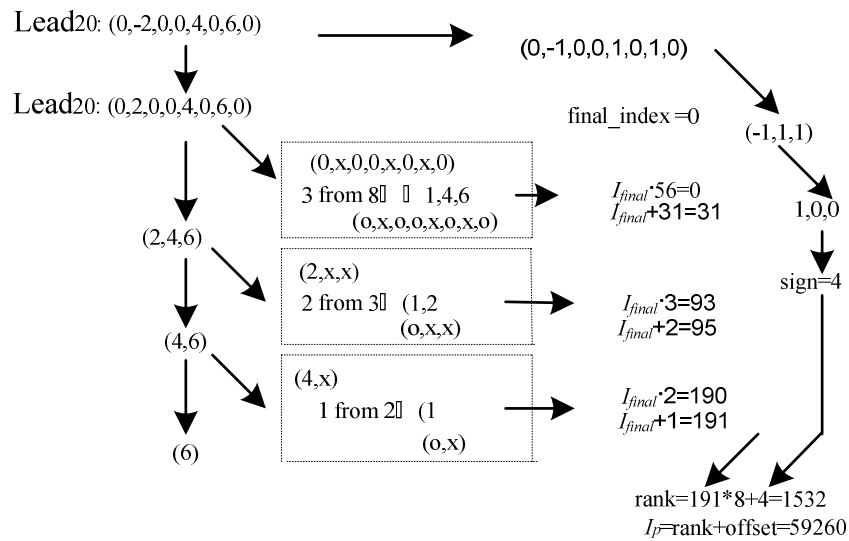 Lead20: (0,-2,0,0,4,0,6,0)
(0,-1,0,0,1,0,1,0)
Lead20: (0,2,0,0,4,0,6,0)
final_index =0
(-1,1,1)
(0,x,0,0,x,0,x,0)
3 from 8▯ ▯ 1,4,6
(o,x,o,o,x,o,x,o)
Ifinal·56=0
Ifinal+31=31
1,0,0
(2,4,6)
(2,x,x)
2 from 3▯ (1,2
(o,x,x)
Ifinal·3=93
Ifinal+2=95
sign=4
(4,6)
(4,x)
1 from 2▯ (1
(o,x)
Ifinal·2=190
Ifinal+1=191
(6)
rank=191*8+4=1532
Ip=rank+offset=59260